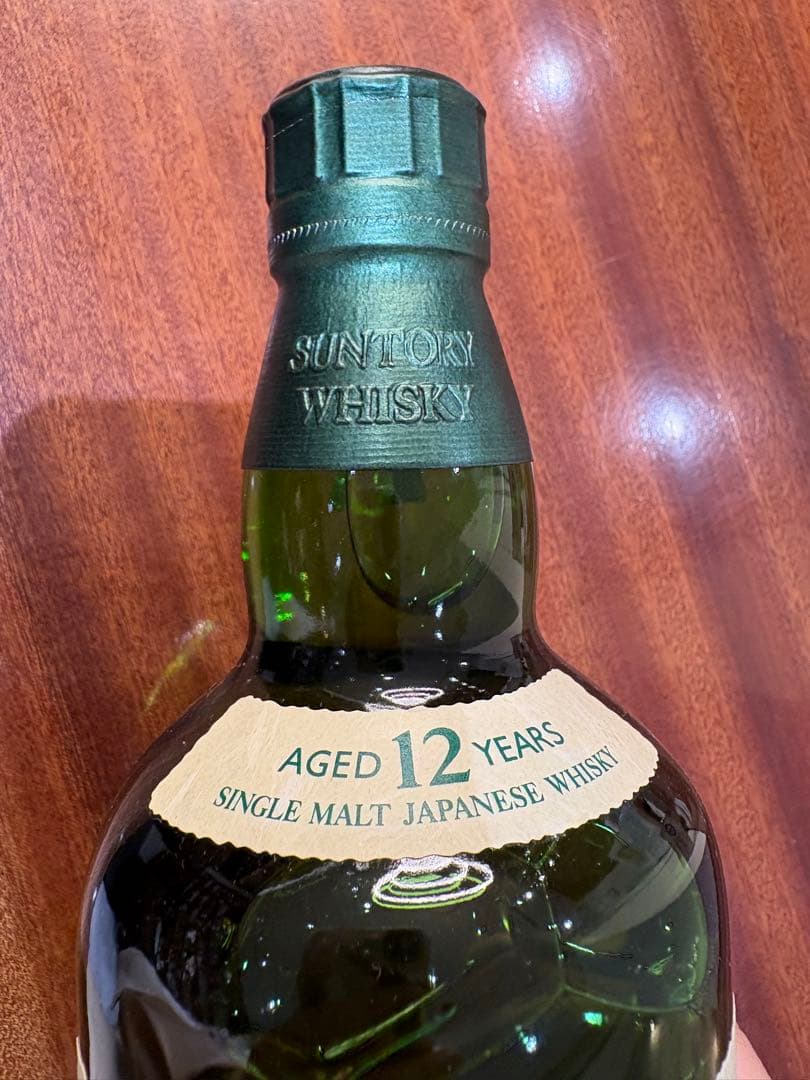 SUNTORY
WHISKY
AGED 12 YEARS
SINGLE MALT JAPANESE WHISKY